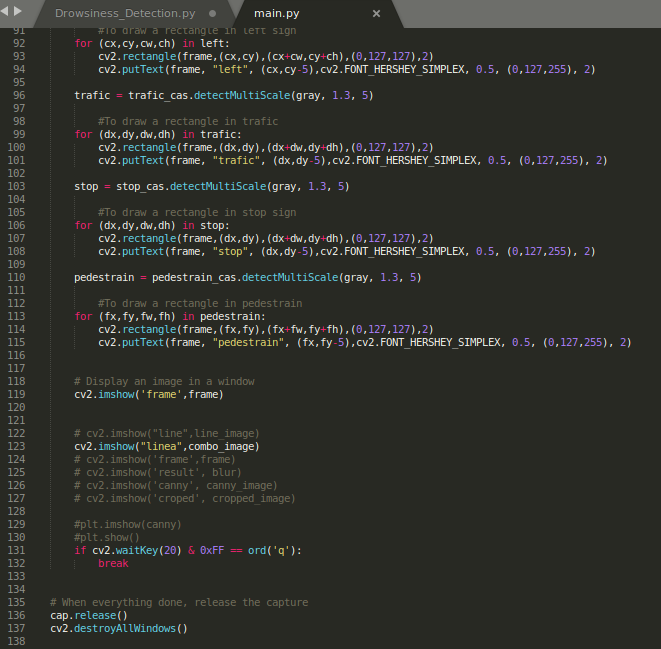 Drowsiness_Detection.py
main.py
91 #To draw a rectangle in left sign
92 for (cx,cy,cw,ch) in left:
93 cv2.rectangle(frame,(cx,cy),(cx+cw,cy+ch),(0,127,127),2)
94 cv2.putText(frame, "left", (cx,cy-5),cv2.FONT_HERSHEY_SIMPLEX, 0.5, (0,127,255), 2)
95
96 trafic = trafic_cas.detectMultiScale(gray, 1.3, 5)
97
98 #To draw a rectangle in trafic
99 for (dx,dy,dw,dh) in trafic:
100 cv2.rectangle(frame,(dx,dy),(dx+dw,dy+dh),(0,127,127),2)
101 cv2.putText(frame, "trafic", (dx,dy-5),cv2.FONT_HERSHEY_SIMPLEX, 0.5, (0,127,255), 2)
102
103 stop = stop_cas.detectMultiScale(gray, 1.3, 5)
104
105 #To draw a rectangle in stop sign
106 for (dx,dy,dw,dh) in stop:
107 cv2.rectangle(frame,(dx,dy),(dx+dw,dy+dh),(0,127,127),2)
108 cv2.putText(frame, "stop", (dx,dy-5),cv2.FONT_HERSHEY_SIMPLEX, 0.5, (0,127,255), 2)
109
110 pedestrain = pedestrain_cas.detectMultiScale(gray, 1.3, 5)
111
112 #To draw a rectangle in pedestrain
113 for (fx,fy,fw,fh) in pedestrain:
114 cv2.rectangle(frame,(fx,fy),(fx+fw,fy+fh),(0,127,127),2)
115 cv2.putText(frame, "pedestrain", (fx,fy-5),cv2.FONT_HERSHEY_SIMPLEX, 0.5, (0,127,255), 2)
116
117
118 # Display an image in a window
119 cv2.imshow('frame',frame)
120
121
122 # cv2.imshow("line",line_image)
123 cv2.imshow("linea",combo_image)
124 # cv2.imshow('frame',frame)
125 # cv2.imshow('result', blur)
126 # cv2.imshow('canny', canny_image)
127 # cv2.imshow('croped', cropped_image)
128
129 #plt.imshow(canny)
130 #plt.show()
131 if cv2.waitKey(20) & 0xFF == ord('q'):
132 break
133
134
135 # When everything done, release the capture
136 cap.release()
137 cv2.destroyAllWindows()
138